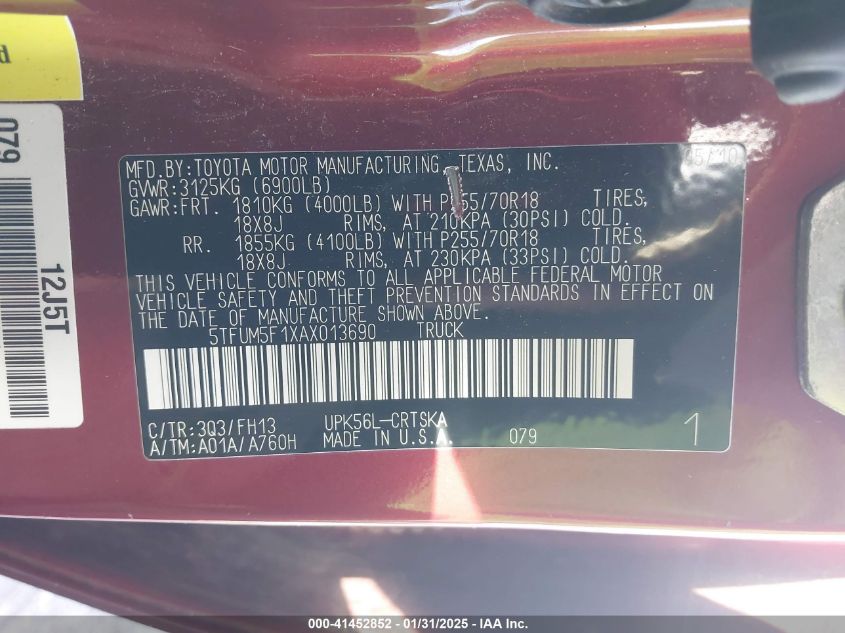 d
079
12J5T
MFD.BY:TOYOTA MOTOR MANUFACTURING, TEXAS, INC. 05/10
GVWR:3125KG (6900LB)
GAWR:FRT. 1810KG (4000LB) WITH P255/70R18 TIRES,
18X8J RIMS, AT 210KPA (30PSI) COLD.
RR. 1855KG (4100LB) WITH P255/70R18 TIRES,
18X8J RIMS, AT 230KPA (33PSI) COLD.
THIS VEHICLE CONFORMS TO ALL APPLICABLE FEDERAL MOTOR
VEHICLE SAFETY AND THEFT PREVENTION STANDARDS IN EFFECT ON
THE DATE OF MANUFACTURE SHOWN ABOVE.
5TFUM5F1XAX013690 TRUCK
C/TR:3Q3/FH13 UPK56L-CRTSKA
A/TM:A01A/A760H MADE IN U.S.A. 079 1
000-41452852 - 01/31/2025 - IAA Inc.